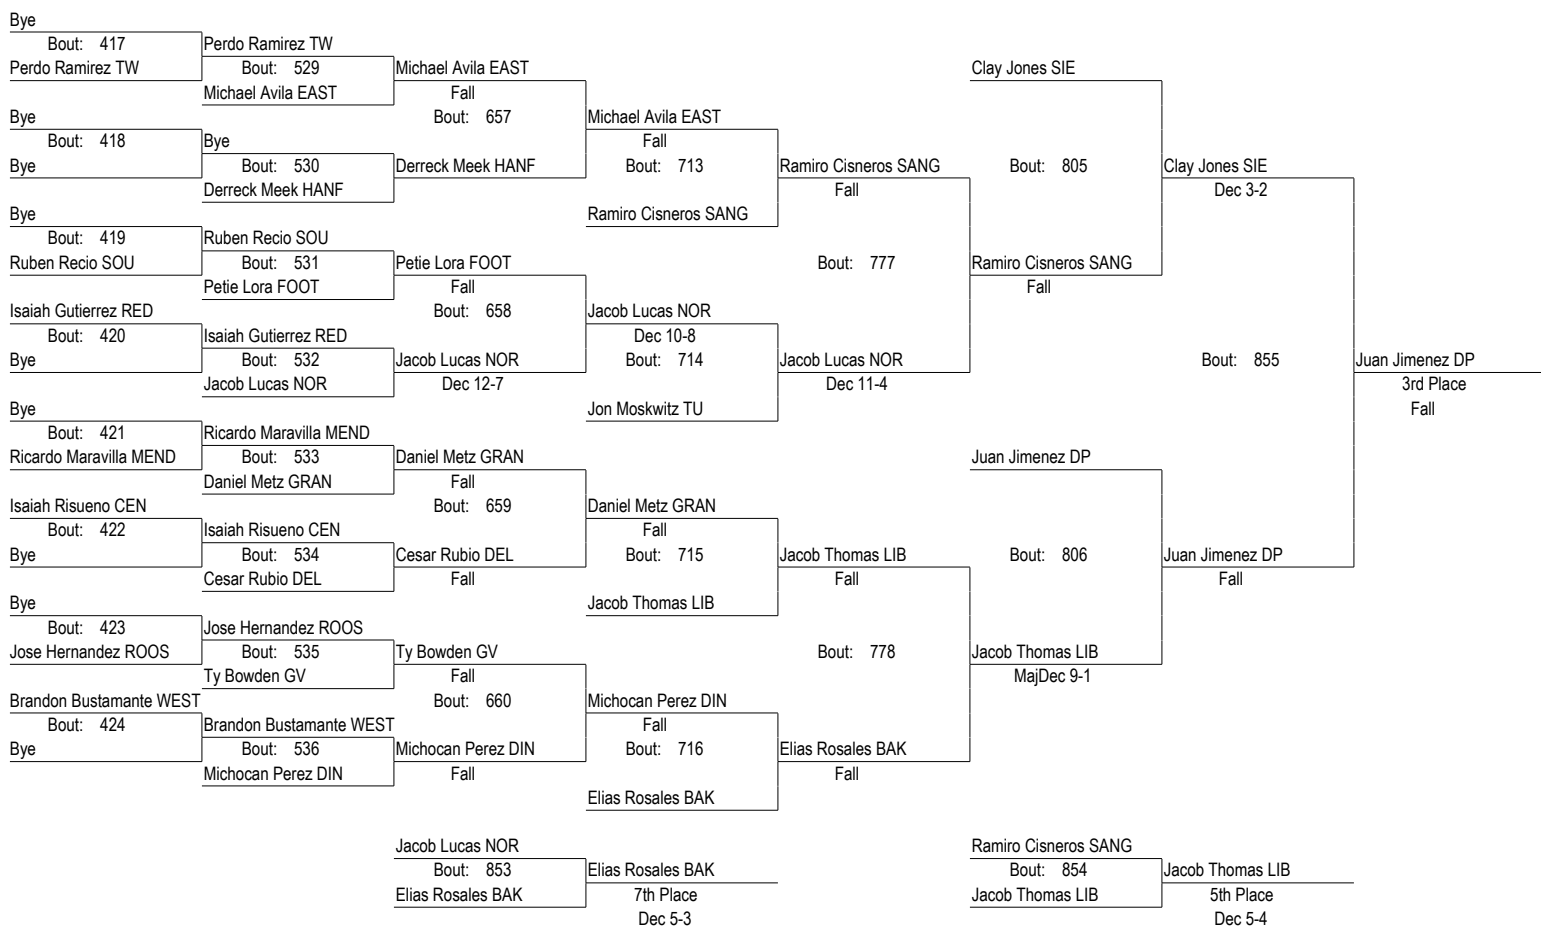 Bye
Bout: 417
Perdo Ramirez TW
Bye
Bout: 418
Bye
Bye
Bout: 419
Ruben Recio SOU
Isaiah Gutierrez RED
Bout: 420
Bye
Bye
Bout: 421
Ricardo Maravilla MEND
Isaiah Risueno CEN
Bout: 422
Bye
Bye
Bout: 423
Jose Hernandez ROOS
Brandon Bustamante WEST
Bout: 424
Bye
Perdo Ramirez TW
Bout: 529
Michael Avila EAST
Bye
Bout: 530
Derreck Meek HANF
Ruben Recio SOU
Bout: 531
Petie Lora FOOT
Isaiah Gutierrez RED
Bout: 532
Jacob Lucas NOR
Ricardo Maravilla MEND
Bout: 533
Daniel Metz GRAN
Isaiah Risueno CEN
Bout: 534
Cesar Rubio DEL
Jose Hernandez ROOS
Bout: 535
Ty Bowden GV
Brandon Bustamante WEST
Bout: 536
Michocan Perez DIN
Michael Avila EAST
Fall
Bout: 657
Derreck Meek HANF
Petie Lora FOOT
Fall
Bout: 658
Jacob Lucas NOR
Dec 12-7
Daniel Metz GRAN
Fall
Bout: 659
Cesar Rubio DEL
Fall
Ty Bowden GV
Fall
Bout: 660
Michocan Perez DIN
Fall
Michael Avila EAST
Fall
Bout: 713
Ramiro Cisneros SANG
Jacob Lucas NOR
Dec 10-8
Bout: 714
Jon Moskwitz TU
Daniel Metz GRAN
Fall
Bout: 715
Jacob Thomas LIB
Michocan Perez DIN
Fall
Bout: 716
Elias Rosales BAK
Ramiro Cisneros SANG
Fall
Bout: 777
Jacob Lucas NOR
Dec 11-4
Jacob Thomas LIB
Fall
Bout: 778
Elias Rosales BAK
Fall
Clay Jones SIE
Bout: 805
Ramiro Cisneros SANG
Fall
Juan Jimenez DP
Bout: 806
Jacob Thomas LIB
MajDec 9-1
Clay Jones SIE
Dec 3-2
Bout: 855
Juan Jimenez DP
Fall
Juan Jimenez DP
3rd Place
Fall
Jacob Lucas NOR
Bout: 853
Elias Rosales BAK
Elias Rosales BAK
7th Place
Dec 5-3
Ramiro Cisneros SANG
Bout: 854
Jacob Thomas LIB
Jacob Thomas LIB
5th Place
Dec 5-4